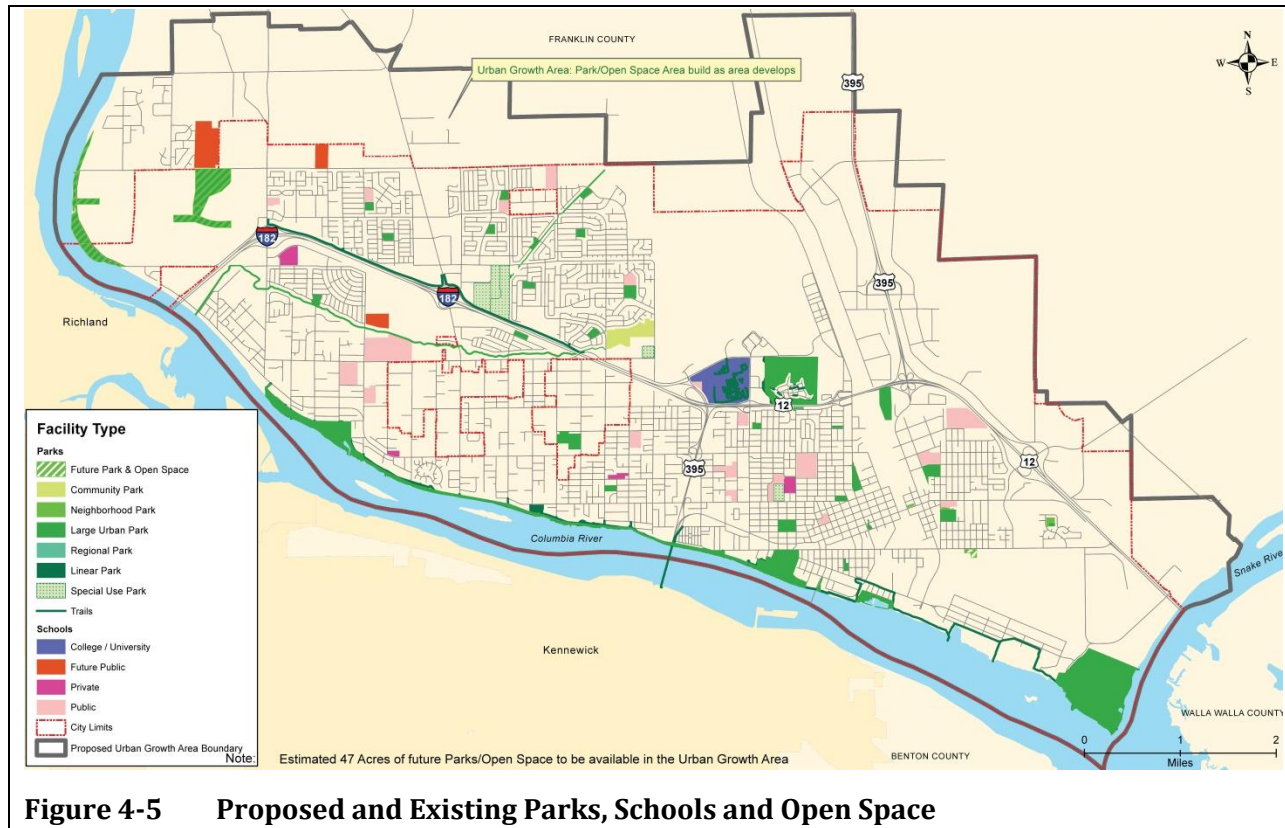 FRANKLIN COUNTY
N
W E
S
Urban Growth Area: Park/Open Space Area build as area develops
395
182
395
182
Richland
12
395
12
Columbia River
Snake River
Kennewick
WALLA WALLA COUNTY
BENTON COUNTY
0 1 2
Miles
Facility Type
Parks
Future Park & Open Space
Community Park
Neighborhood Park
Large Urban Park
Regional Park
Linear Park
Special Use Park
Trails
Schools
College / University
Future Public
Private
Public
City Limits
Proposed Urban Growth Area Boundary
Note: Estimated 47 Acres of future Parks/Open Space to be available in the Urban Growth Area
Figure 4-5 Proposed and Existing Parks, Schools and Open Space